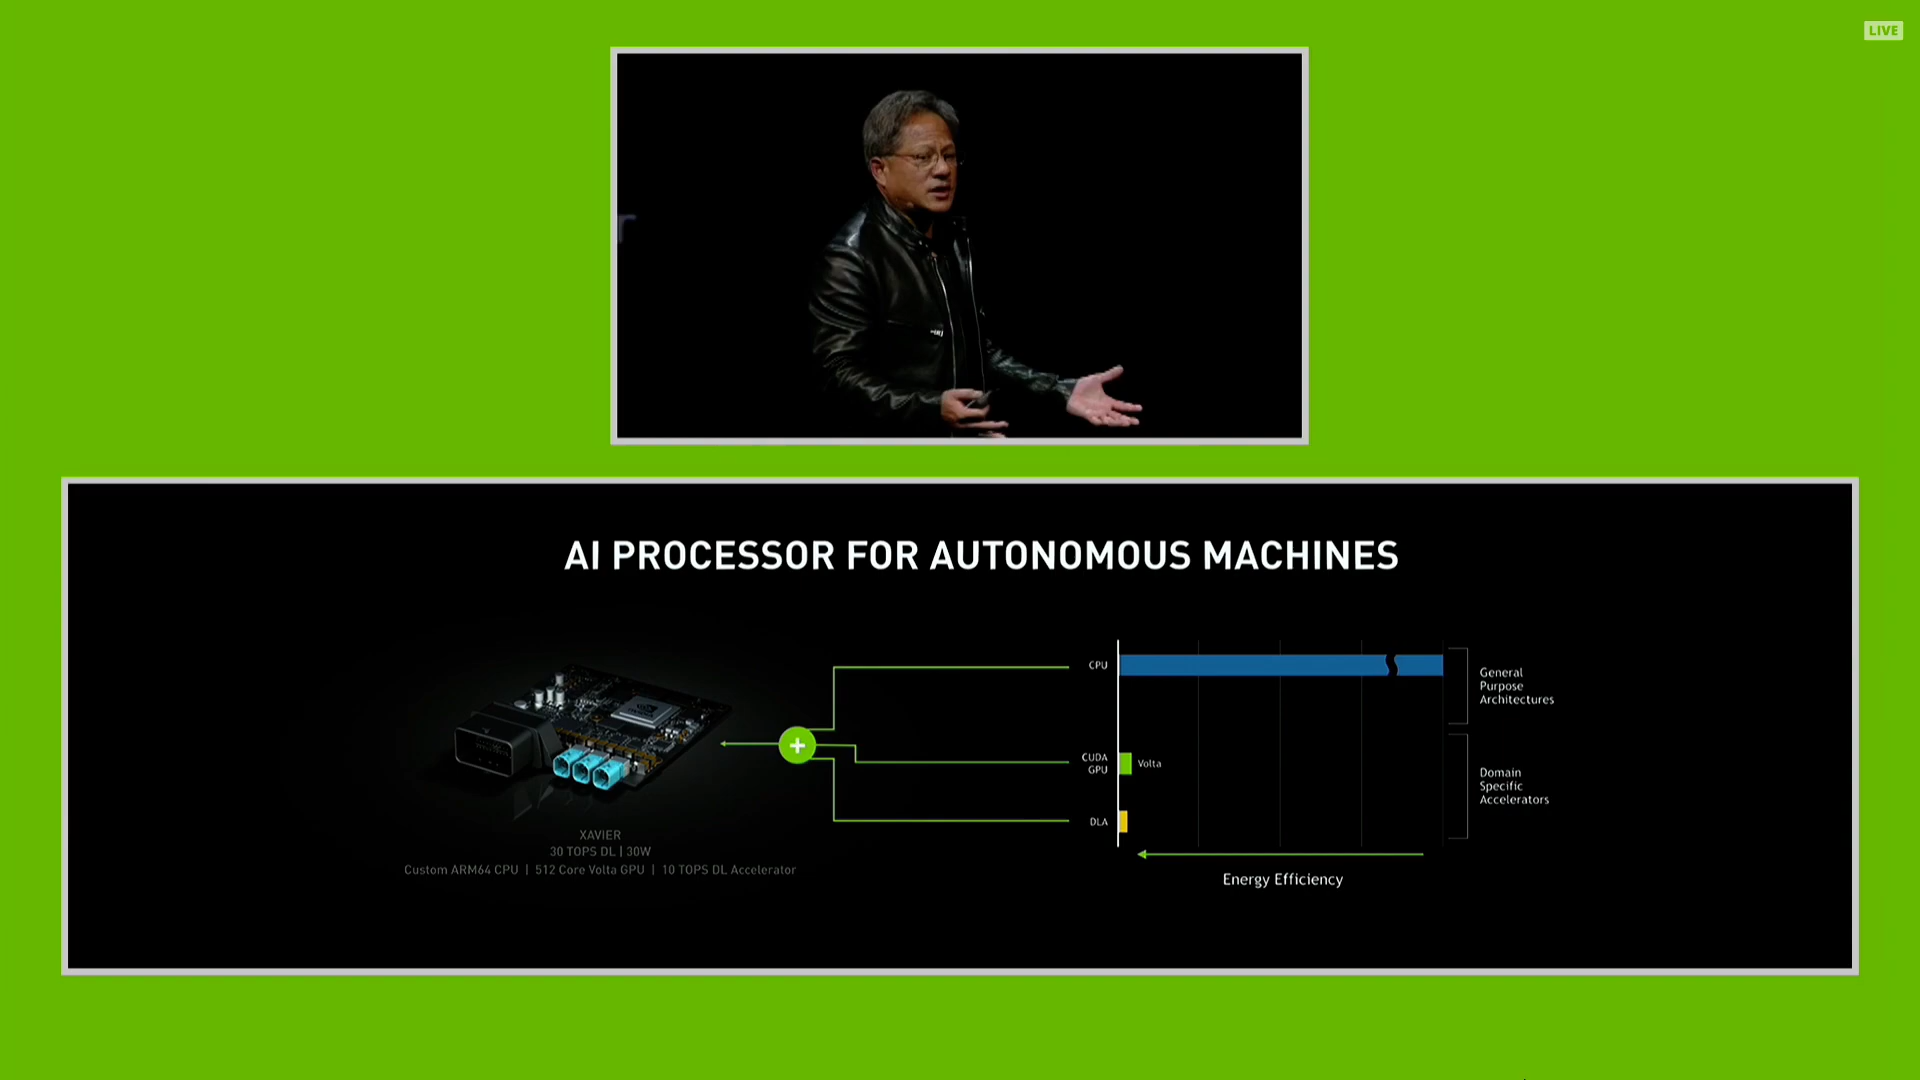 LIVE
AI PROCESSOR FOR AUTONOMOUS MACHINES
CPU
General
Purpose
Architectures
CUDA
GPU
Volta
Domain
Specific
Accelerators
DLA
XAVIER
30 TOPS DL | 30W
Custom ARM64 CPU | 512 Core Volta GPU | 10 TOPS DL Accelerator
Energy Efficiency